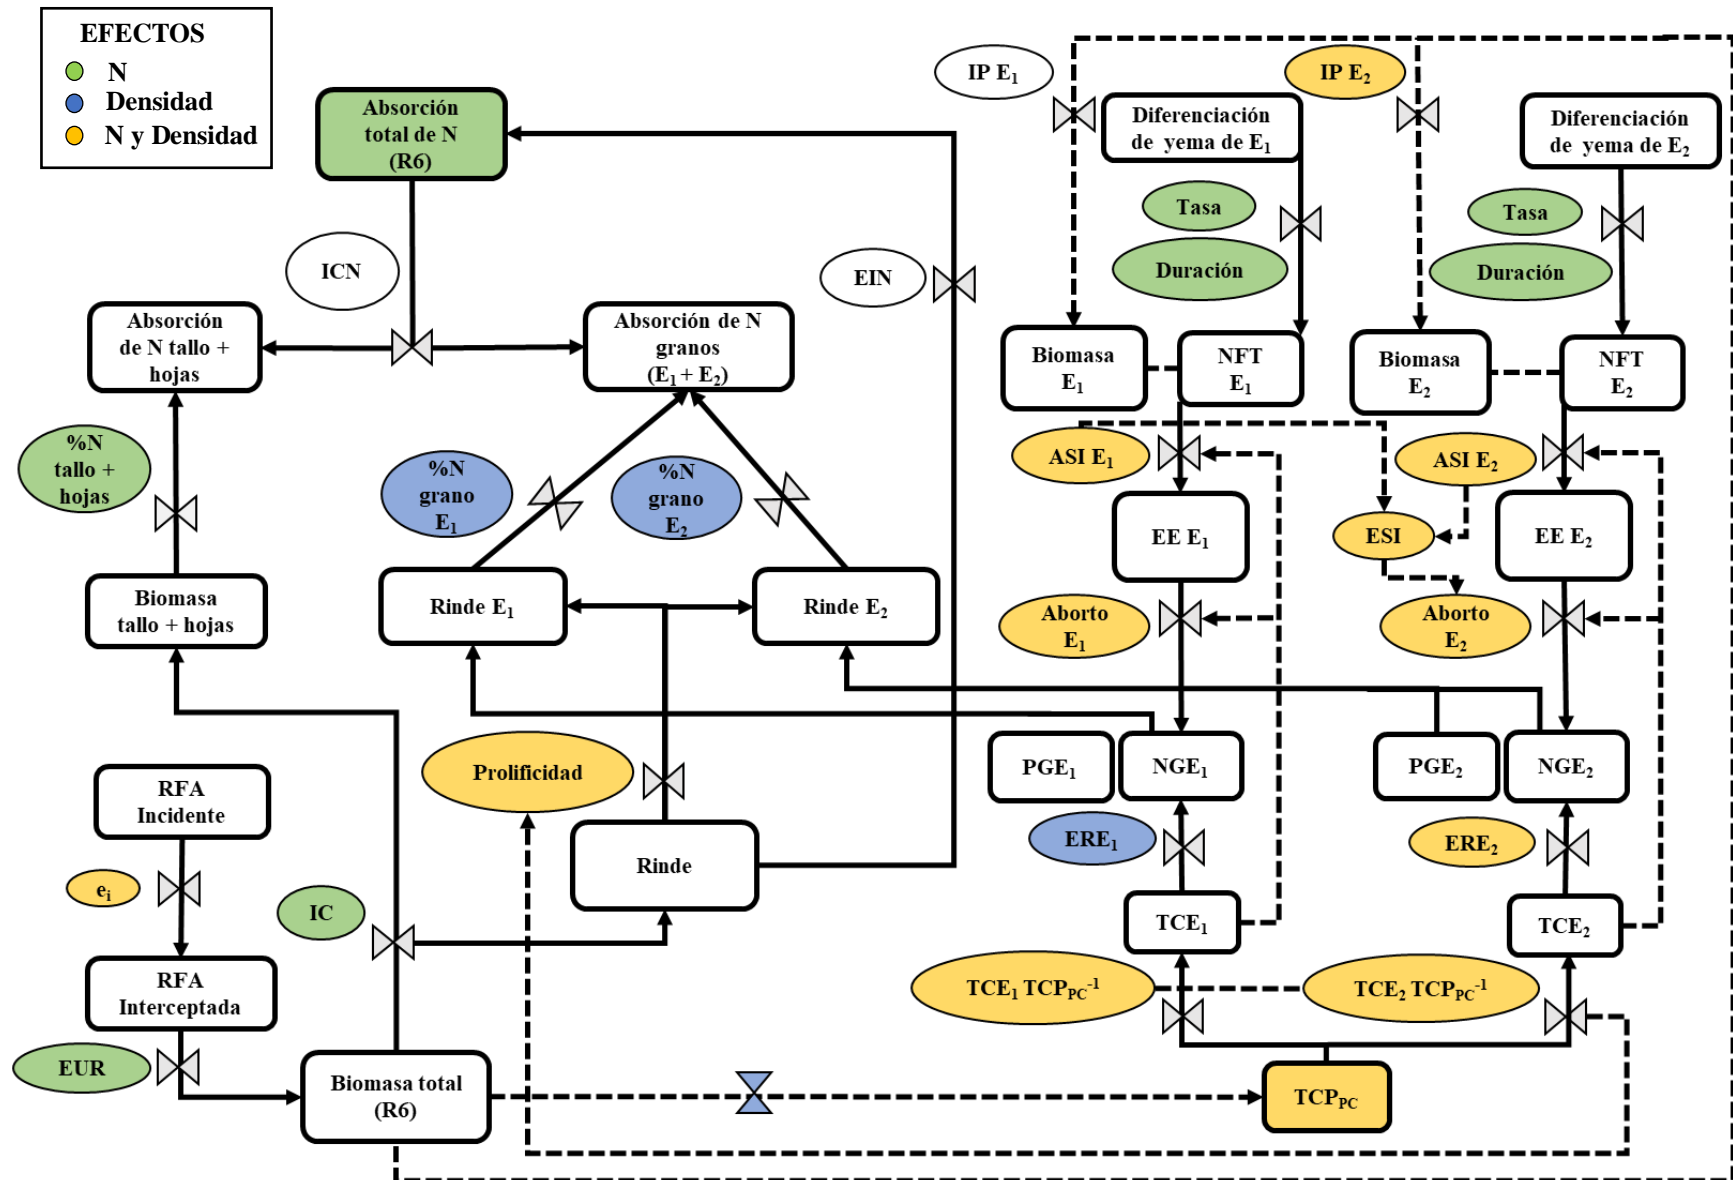 EFECTOS
N
Densidad
N y Densidad
Absorción
total de N
(R6)
ICN
EIN
Absorción
de N tallo +
hojas
Absorción de N
granos
(E₁ + E₂)
%N
tallo +
hojas
%N
grano
E₁
%N
grano
E₂
Biomasa
tallo + hojas
Rinde E₁
Rinde E₂
Prolificidad
RFA
Incidente
eᵢ
IC
Rinde
RFA
Interceptada
EUR
Biomasa total
(R6)
IP E₁
Diferenciación
de yema de E₁
IP E₂
Diferenciación
de yema de E₂
Tasa
Duración
Tasa
Duración
Biomasa
E₁
NFT
E₁
Biomasa
E₂
NFT
E₂
ASI E₁
ASI E₂
EE E₁
ESI
EE E₂
Aborto
E₁
Aborto
E₂
PGE₁
NGE₁
PGE₂
NGE₂
ERE₁
ERE₂
TCE₁
TCE₂
TCE₁ TCP_PC⁻¹
TCE₂ TCP_PC⁻¹
TCP_PC